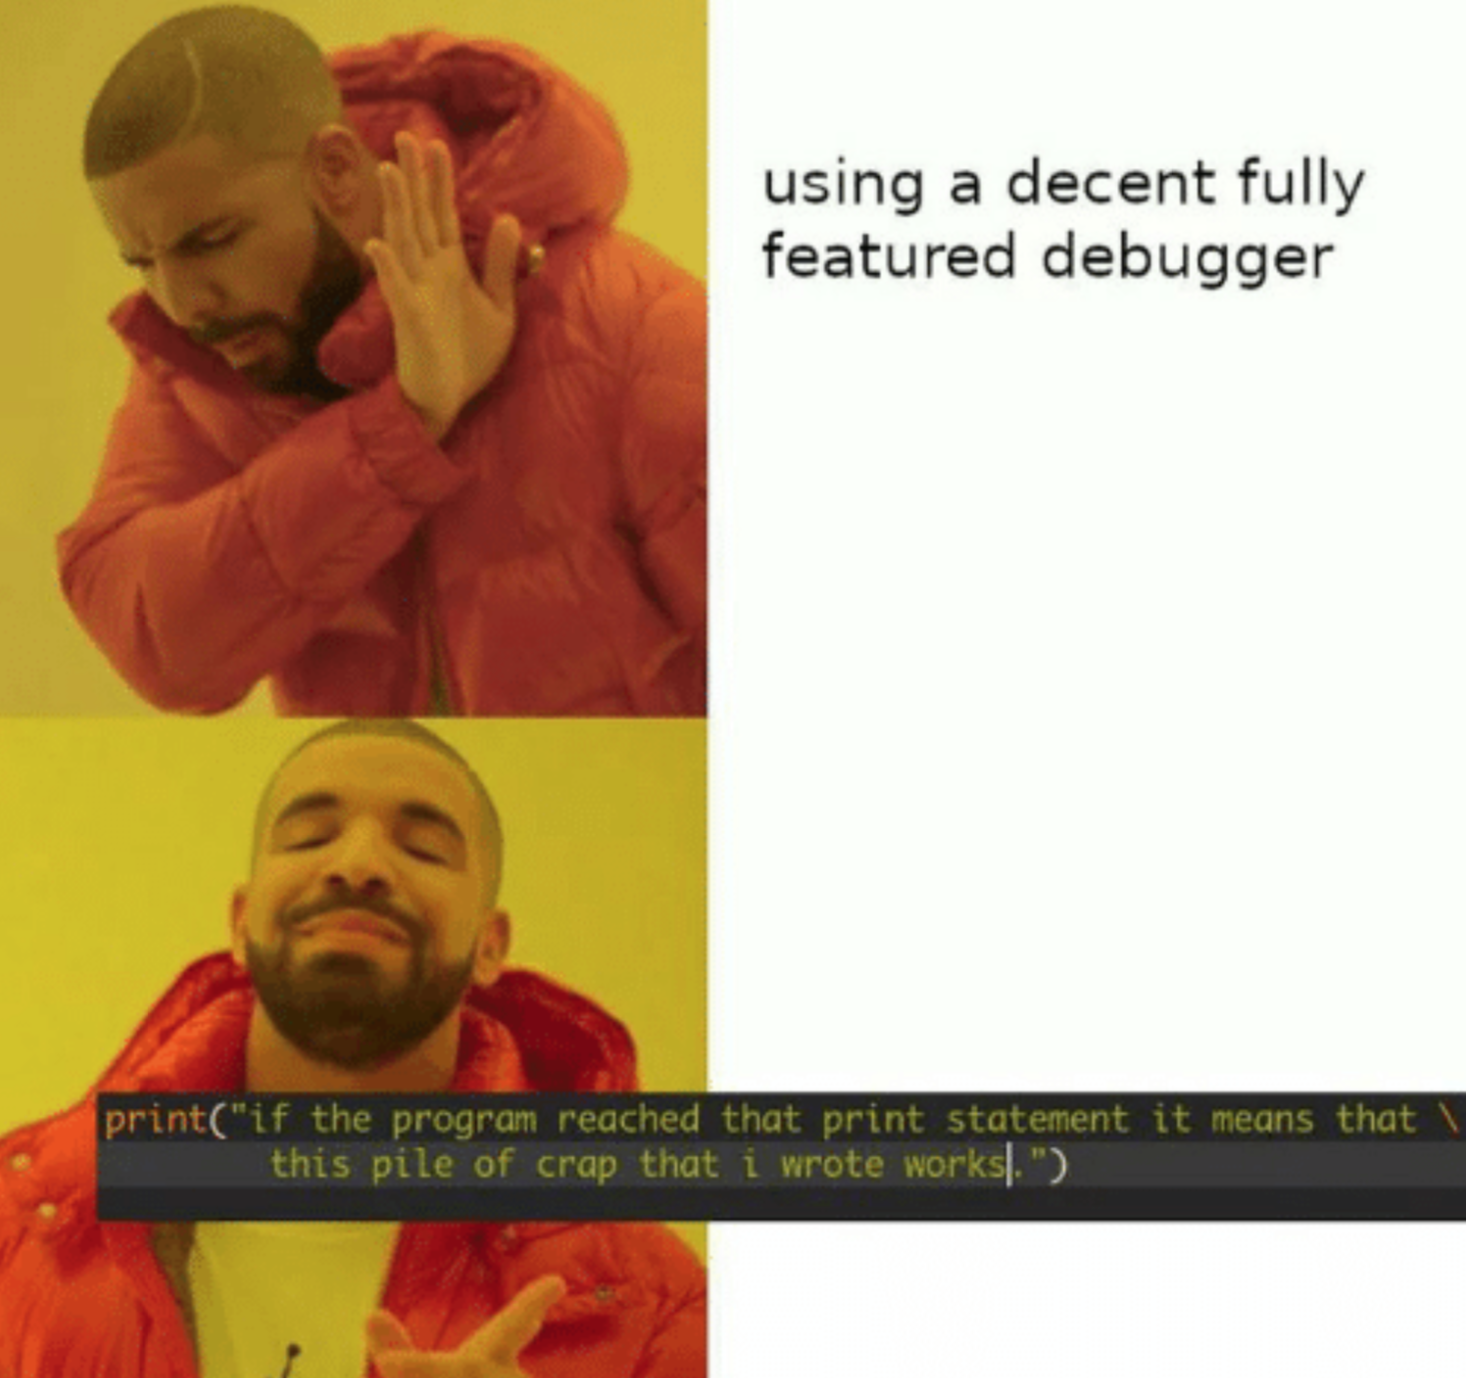 using a decent fully
featured debugger
print("if the program reached that print statement it means that \
this pile of crap that i wrote works.")